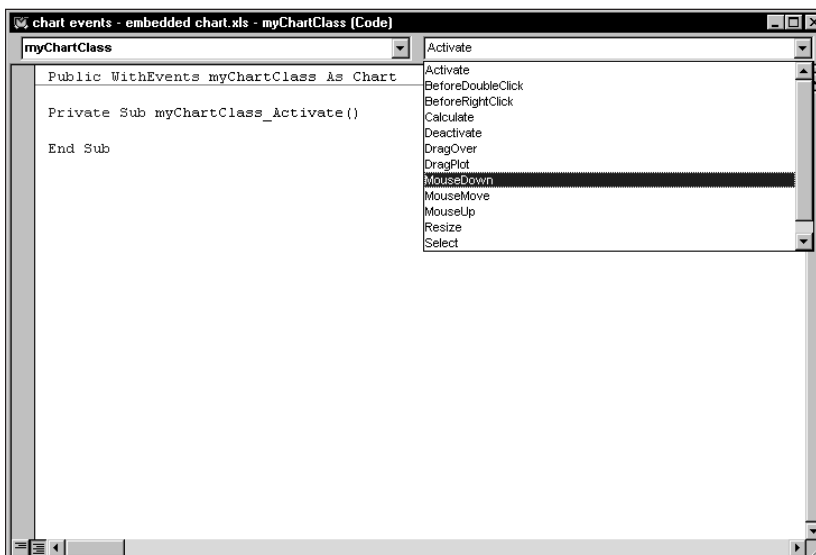 chart events - embedded chart.xls - myChartClass (Code)
myChartClass
Activate
Public WithEvents myChartClass As Chart
Private Sub myChartClass_Activate()
End Sub
Activate
BeforeDoubleClick
BeforeRightClick
Calculate
Deactivate
DragOver
DragPlot
MouseDown
MouseMove
MouseUp
Resize
Select